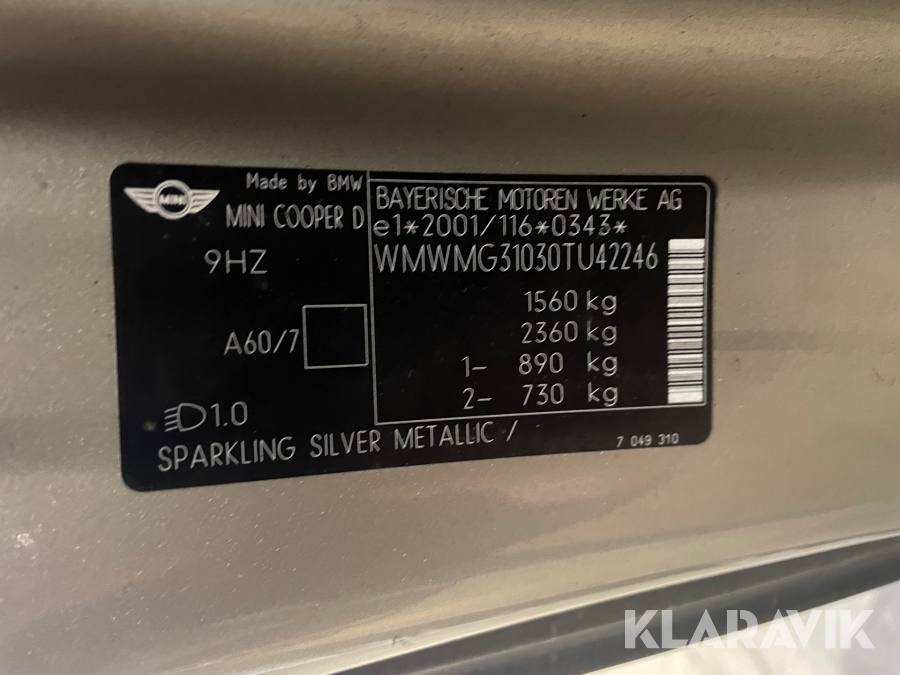 MINI
Made by BMW
MINI COOPER D
9HZ
A60/7
1.0
SPARKLING SILVER METALLIC /
BAYERISCHE MOTOREN WERKE AG
e1*2001/116*0343*
WMWMG31030TU42246
1560 kg
2360 kg
1- 890 kg
2- 730 kg
7 049 310
KLARAVIK